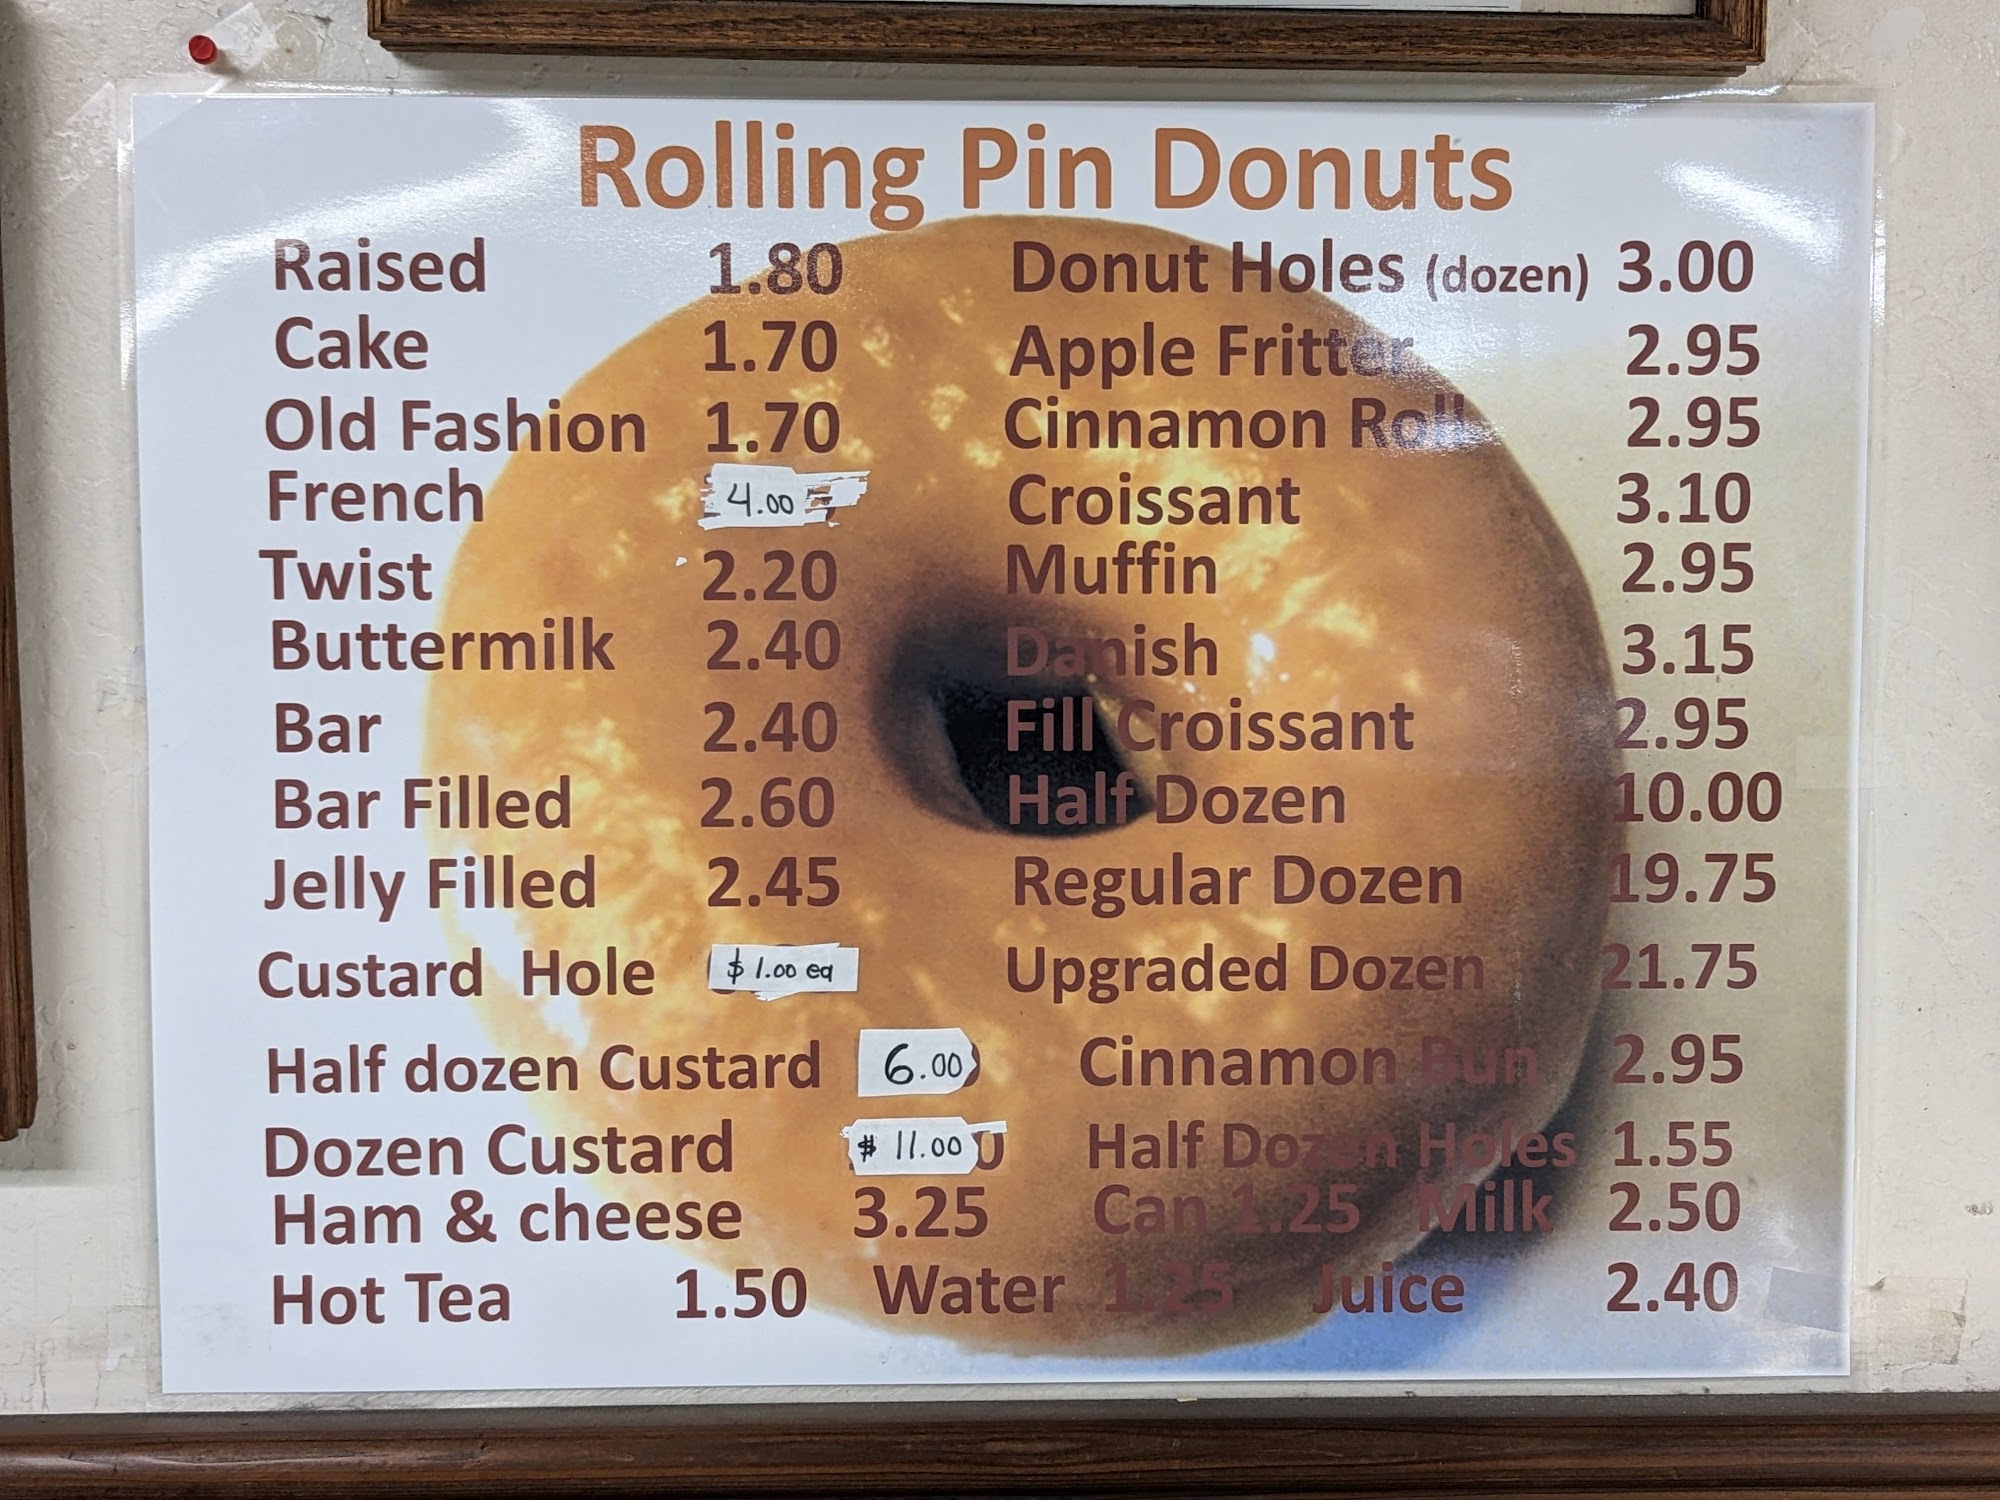 Rolling Pin Donuts
Raised 1.80
Cake 1.70
Old Fashion 1.70
French 4.00
Twist 2.20
Buttermilk 2.40
Bar 2.40
Bar Filled 2.60
Jelly Filled 2.45
Custard Hole $1.00 ea
Half dozen Custard 6.00
Dozen Custard $11.00
Ham & cheese 3.25
Hot Tea 1.50
Donut Holes (dozen) 3.00
Apple Fritter 2.95
Cinnamon Roll 2.95
Croissant 3.10
Muffin 2.95
Danish 3.15
Fill Croissant 2.95
Half Dozen 10.00
Regular Dozen 19.75
Upgraded Dozen 21.75
Cinnamon Bun 2.95
Half Dozen Holes 1.55
Can 1.25 Milk 2.50
Water 1.25 Juice 2.40